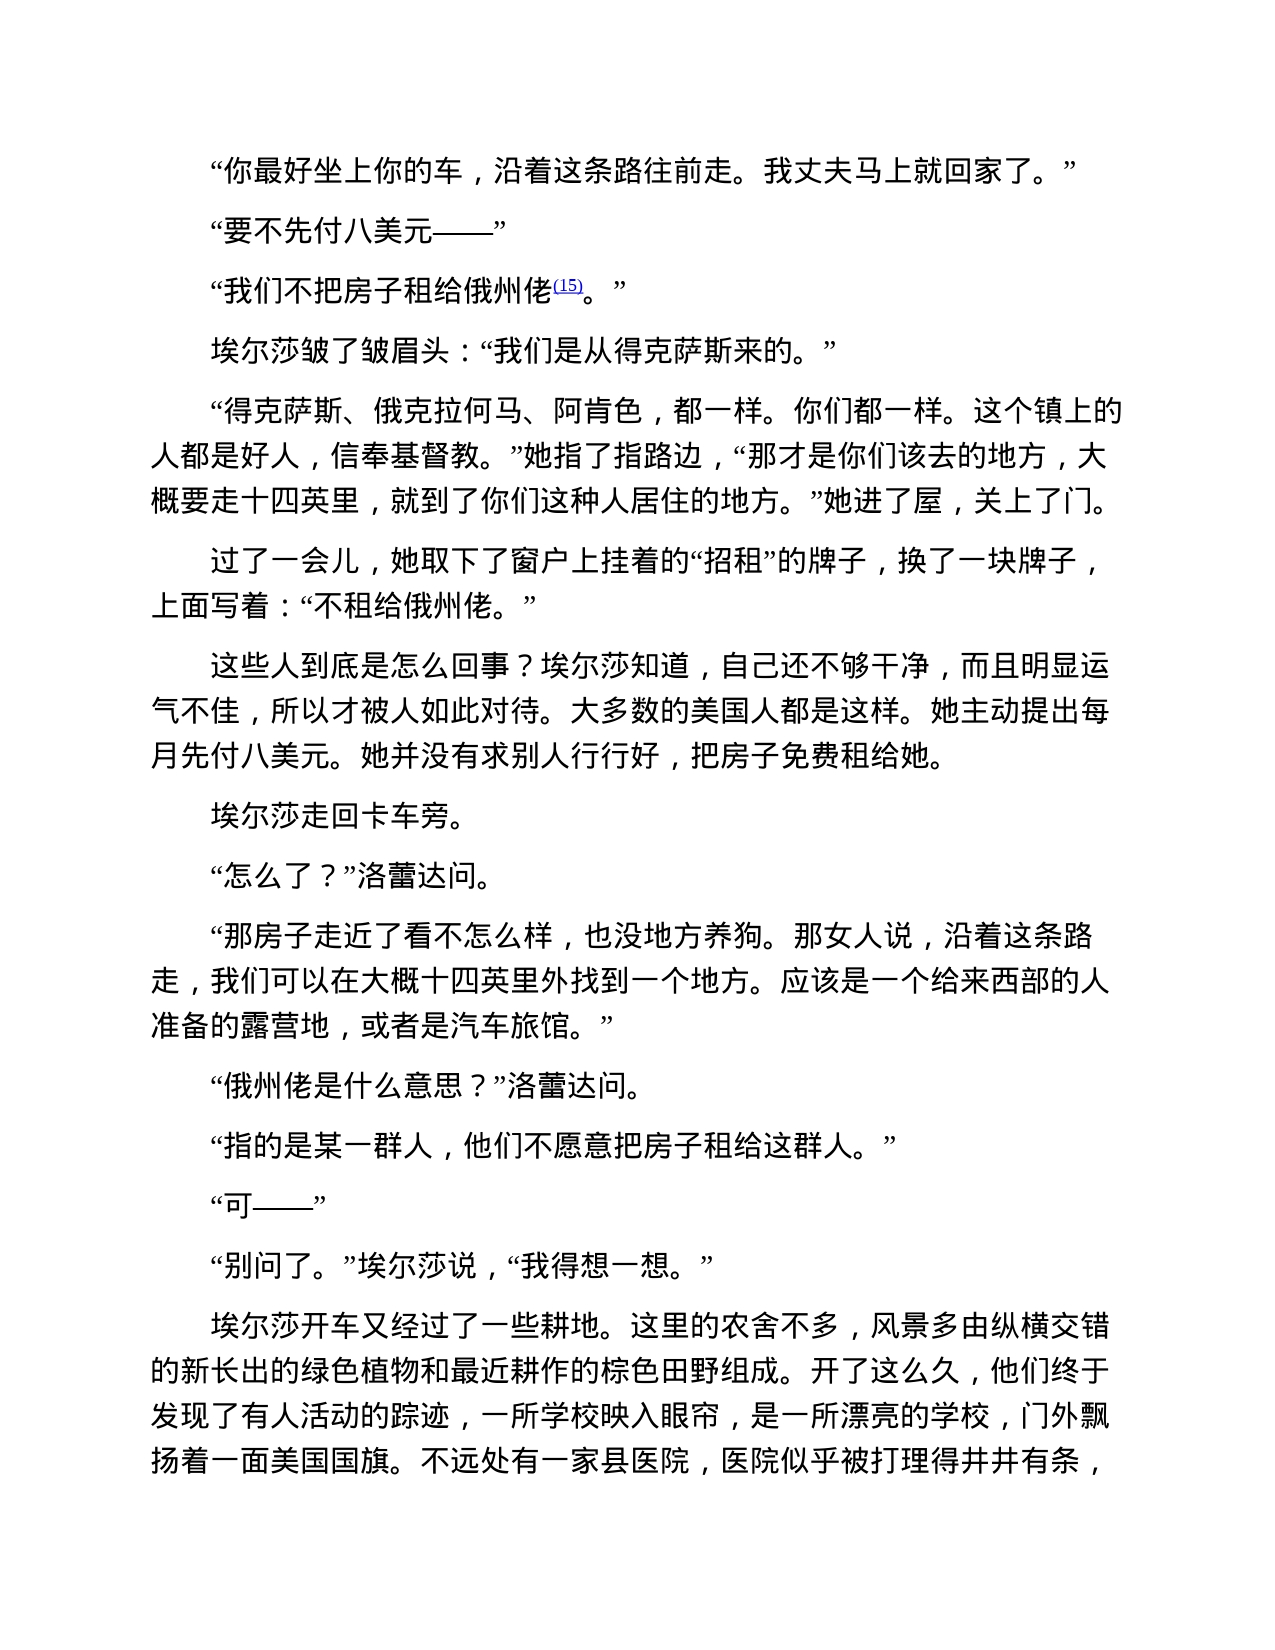 “你最好坐上你的车，沿着这条路往前走。我丈夫马上就回家了。”
“要不先付八美元——”
“我们不把房子租给俄州佬(15)。”
埃尔莎皱了皱眉头：“我们是从得克萨斯来的。”
“得克萨斯、俄克拉何马、阿肯色，都一样。你们都一样。这个镇上的
人都是好人，信奉基督教。”她指了指路边，“那才是你们该去的地方，大
概要走十四英里，就到了你们这种人居住的地方。”她进了屋，关上了门。
过了一会儿，她取下了窗户上挂着的“招租”的牌子，换了一块牌子，
上面写着：“不租给俄州佬。”
这些人到底是怎么回事？埃尔莎知道，自己还不够干净，而且明显运
气不佳，所以才被人如此对待。大多数的美国人都是这样。她主动提出每
月先付八美元。她并没有求别人行行好，把房子免费租给她。
埃尔莎走回卡车旁。
“怎么了？”洛蕾达问。
“那房子走近了看不怎么样，也没地方养狗。那女人说，沿着这条路
走，我们可以在大概十四英里外找到一个地方。应该是一个给来西部的人
准备的露营地，或者是汽车旅馆。”
“俄州佬是什么意思？”洛蕾达问。
“指的是某一群人，他们不愿意把房子租给这群人。”
“可——”
“别问了。”埃尔莎说，“我得想一想。”
埃尔莎开车又经过了一些耕地。这里的农舍不多，风景多由纵横交错
的新长出的绿色植物和最近耕作的棕色田野组成。开了这么久，他们终于
发现了有人活动的踪迹，一所学校映入眼帘，是一所漂亮的学校，门外飘
扬着一面美国国旗。不远处有一家县医院，医院似乎被打理得井井有条，